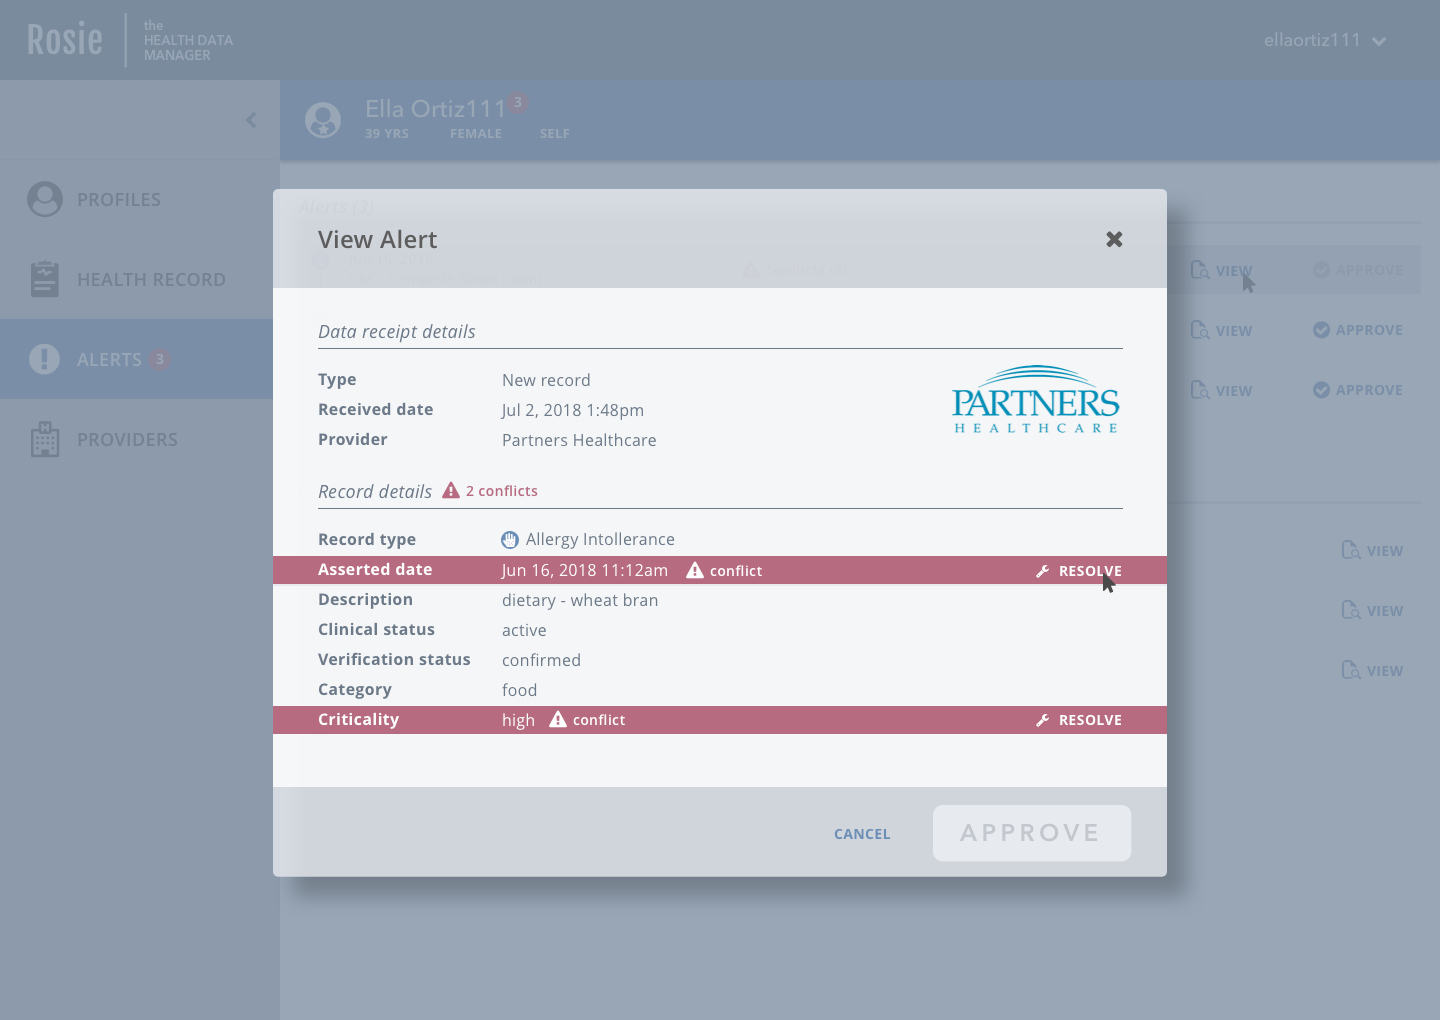 Rosie
the
HEALTH DATA
MANAGER
ellaortiz111
Ella Ortiz111 3
39 YRS FEMALE SELF
PROFILES
HEALTH RECORD
ALERTS 3
PROVIDERS
Alerts (3)
View Alert
VIEW APPROVE
VIEW APPROVE
VIEW APPROVE
Data receipt details
Type New record
Received date Jul 2, 2018 1:48pm
Provider Partners Healthcare
PARTNERS
HEALTHCARE
Record details 2 conflicts
Record type Allergy Intollerance
Asserted date Jun 16, 2018 11:12am conflict RESOLVE
Description dietary - wheat bran
Clinical status active
Verification status confirmed
Category food
Criticality high conflict RESOLVE
VIEW
VIEW
VIEW
CANCEL APPROVE